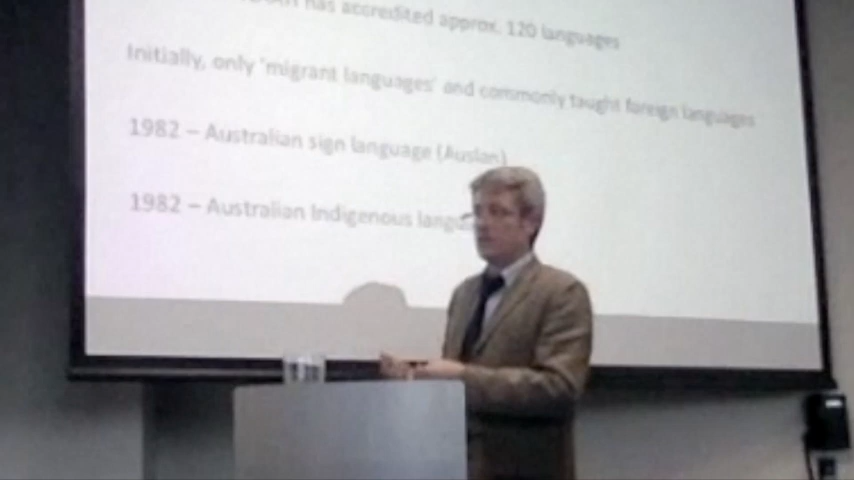 has accredited approx. 120 languages
Initially, only 'migrant languages' and commonly taught foreign languages
1982 – Australian sign language (Auslan)
1982 – Australian Indigenous